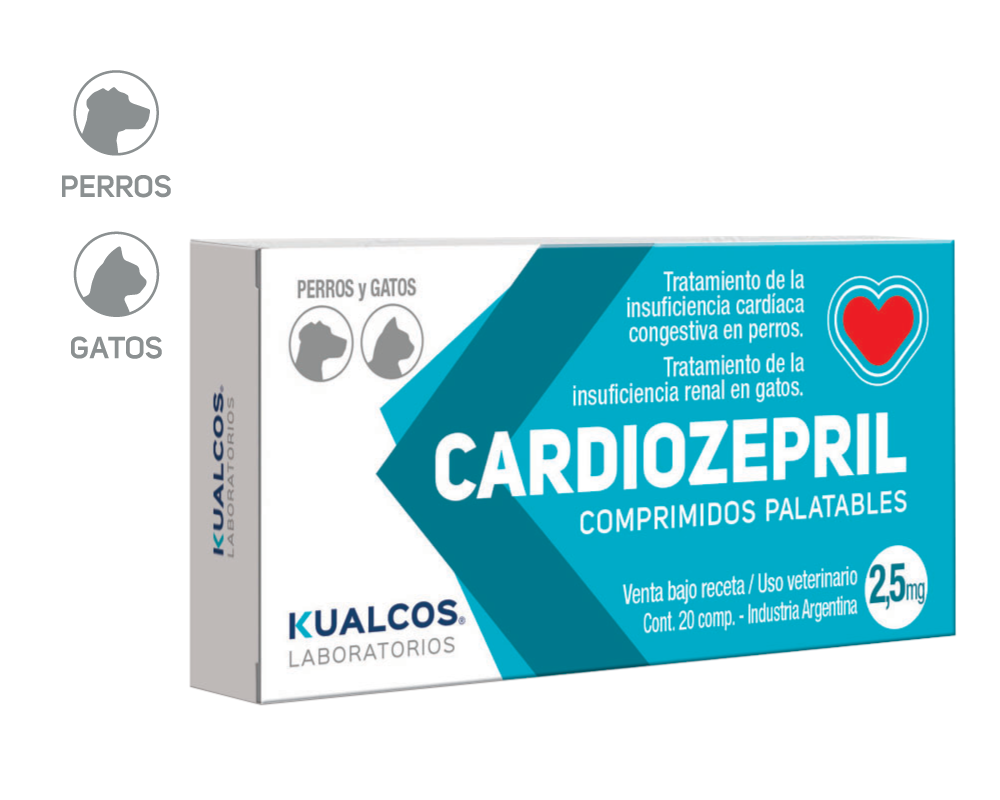 PERROS
GATOS
PERROS y GATOS
Tratamiento de la
insuficiencia cardíaca
congestiva en perros.
Tratamiento de la
insuficiencia renal en gatos.
CARDIOZEPRIL
COMPRIMIDOS PALATABLES
Venta bajo receta / Uso veterinario
Cont. 20 comp. - Industria Argentina
2,5mg
KUALCOS®
LABORATORIOS
KUALCOS®
LABORATORIOS